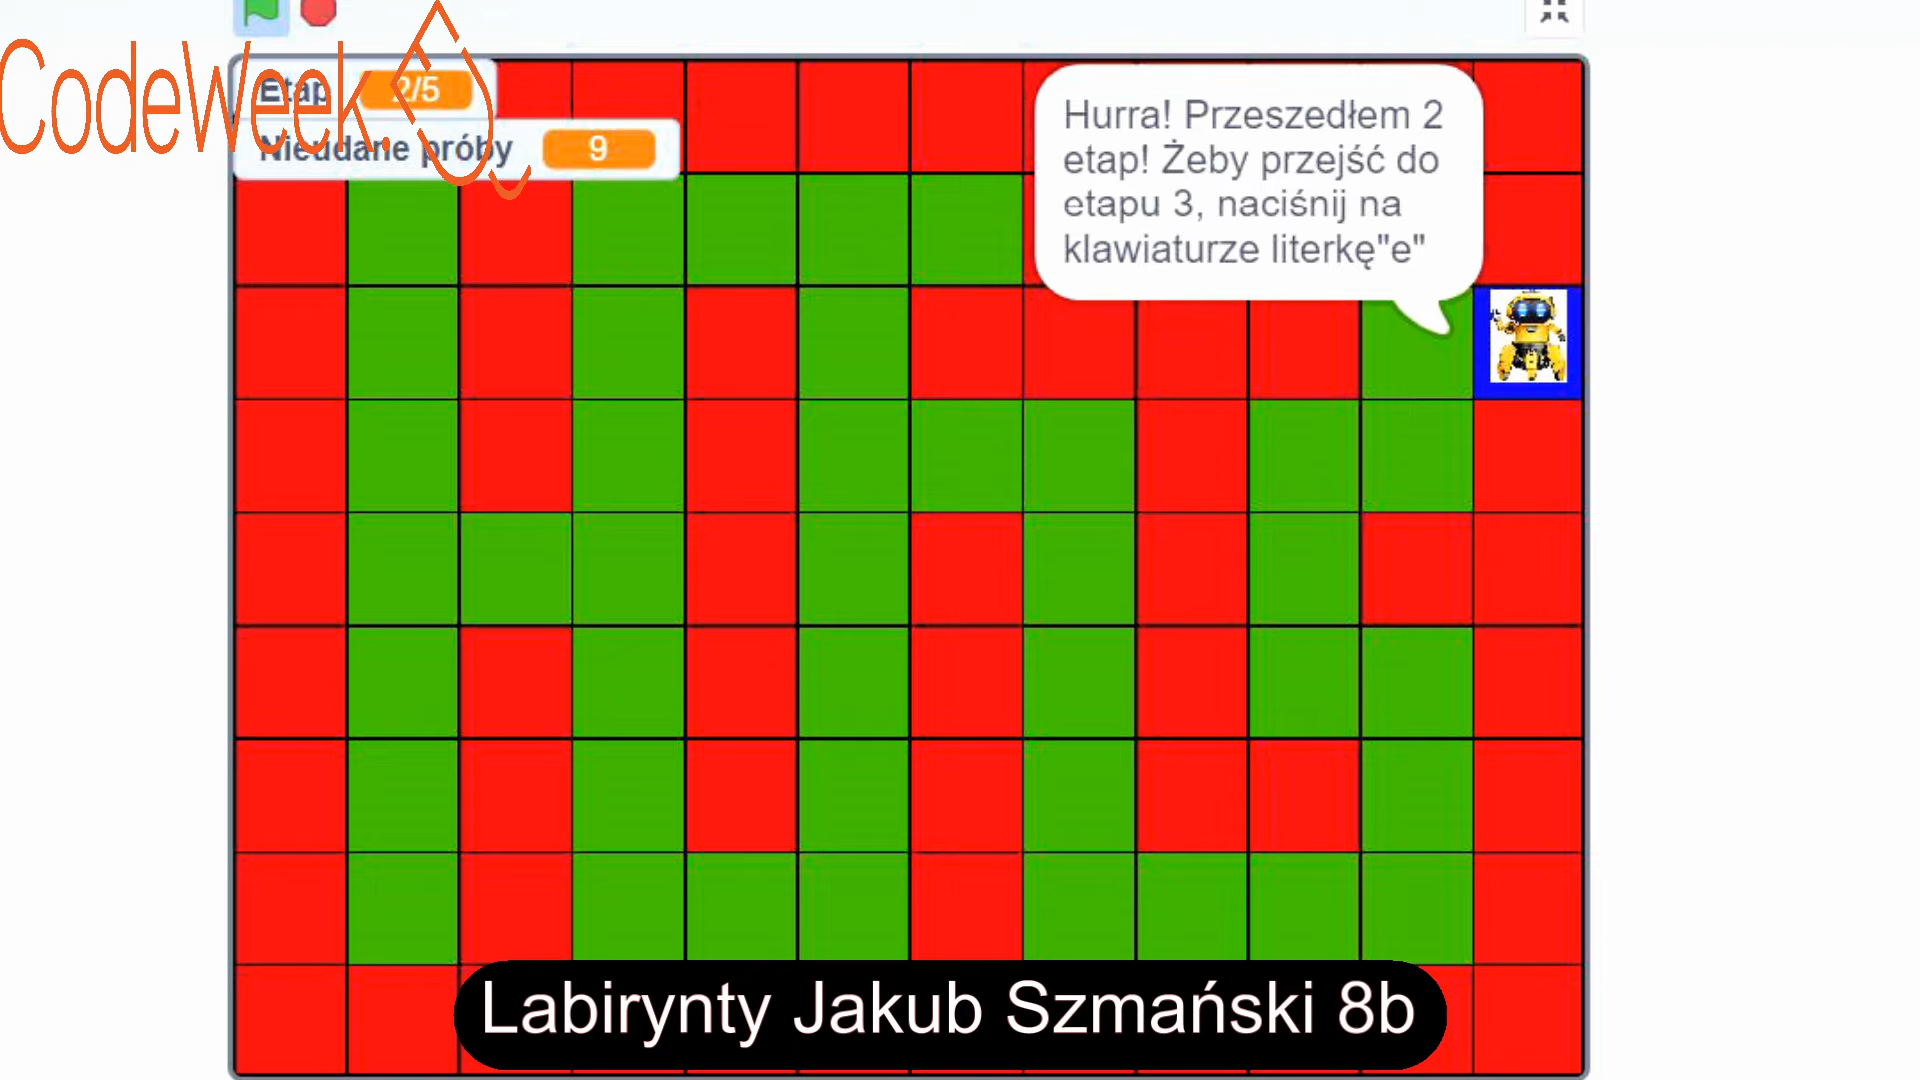 CodeWeek.
Etap 2/5
Nieudane próby 9
Hurra! Przeszedłem 2
etap! Żeby przejść do
etapu 3, naciśnij na
klawiaturze literkę"e"
Labirynty Jakub Szmański 8b